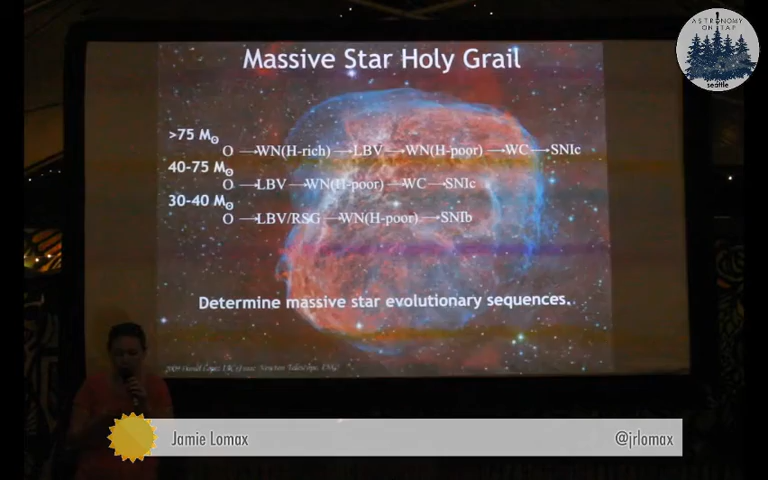 ASTRONOMY
ON TAP
seattle
Massive Star Holy Grail
>75 M⊙
O →WN(H-rich) →LBV→WN(H-poor) →WC→SNIc
40-75 M⊙
O →LBV →WN(H-poor) →WC→SNIc
30-40 M⊙
O →LBV/RSG →WN(H-poor) →SNIb
Determine massive star evolutionary sequences.
Jamie Lomax
@jrlomax